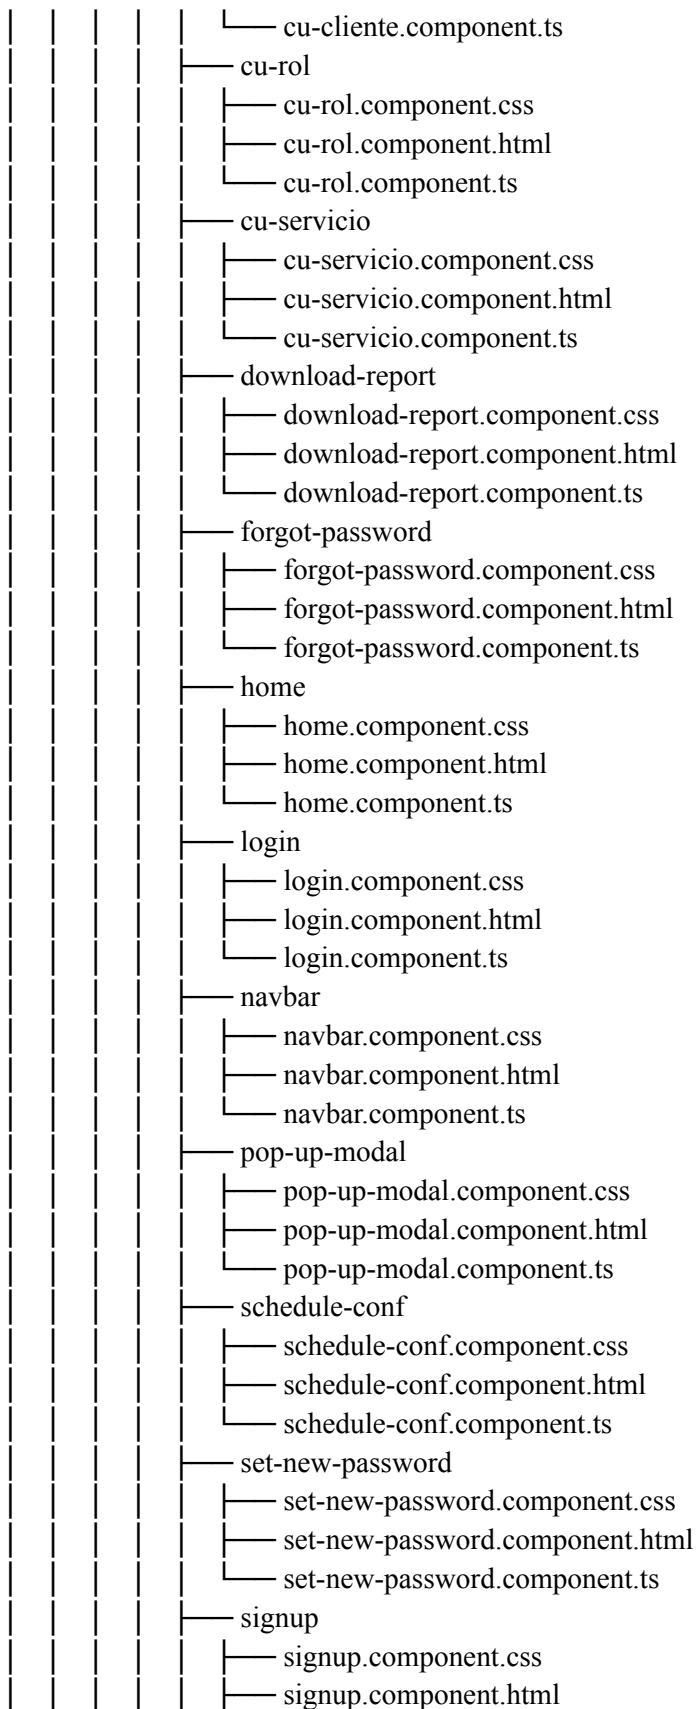 cu-cliente.component.ts
cu-rol
cu-rol.component.css
cu-rol.component.html
cu-rol.component.ts
cu-servicio
cu-servicio.component.css
cu-servicio.component.html
cu-servicio.component.ts
download-report
download-report.component.css
download-report.component.html
download-report.component.ts
forgot-password
forgot-password.component.css
forgot-password.component.html
forgot-password.component.ts
home
home.component.css
home.component.html
home.component.ts
login
login.component.css
login.component.html
login.component.ts
navbar
navbar.component.css
navbar.component.html
navbar.component.ts
pop-up-modal
pop-up-modal.component.css
pop-up-modal.component.html
pop-up-modal.component.ts
schedule-conf
schedule-conf.component.css
schedule-conf.component.html
schedule-conf.component.ts
set-new-password
set-new-password.component.css
set-new-password.component.html
set-new-password.component.ts
signup
signup.component.css
signup.component.html